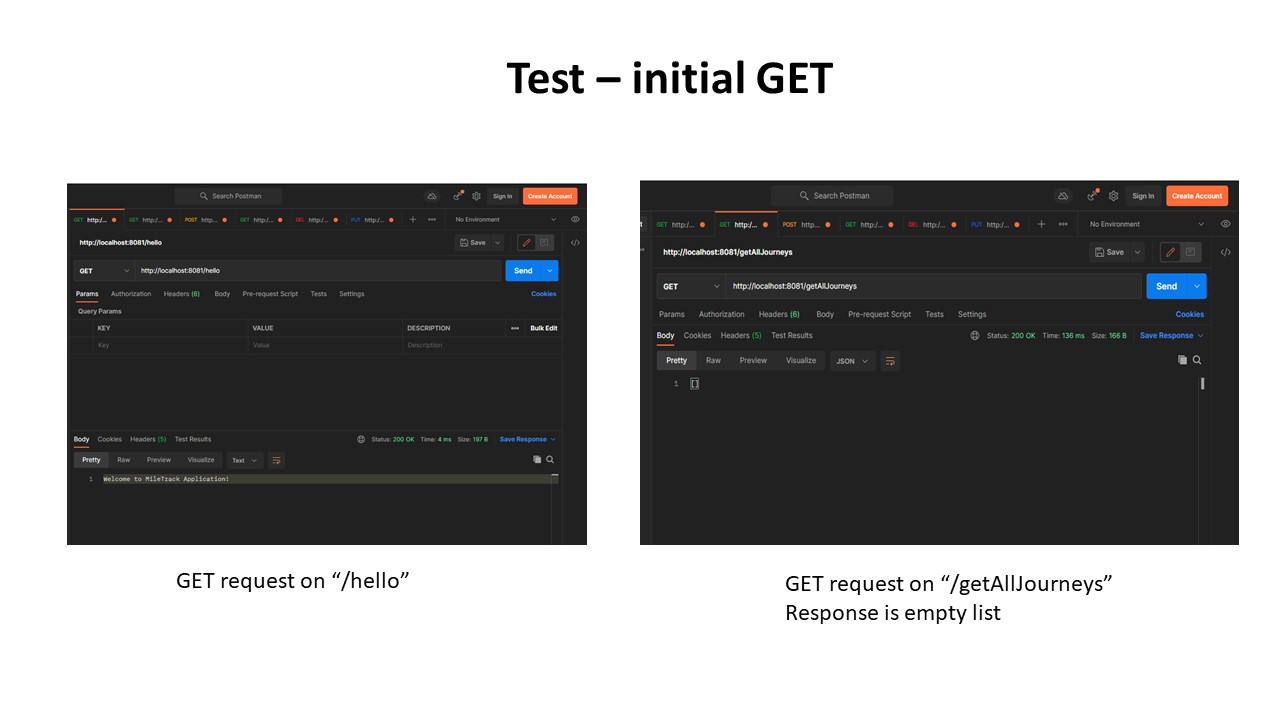 Test – initial GET
Search Postman
Sign In
Create Account
GET http:/...
GET http:/...
POST http:...
GET http:/...
DEL http:/...
PUT http:/...
No Environment
http://localhost:8081/hello
Save
GET
http://localhost:8081/hello
Send
Params Authorization Headers (6) Body Pre-request Script Tests Settings Cookies
Query Params
KEY VALUE DESCRIPTION ••• Bulk Edit
Key Value Description
Body Cookies Headers (5) Test Results Status: 200 OK Time: 4 ms Size: 197 B Save Response
Pretty Raw Preview Visualize Text
1 Welcome to MileTrack Application!
GET request on “/hello”
Search Postman
Sign In
Create Account
GET http:/...
GET http:/...
POST http:...
GET http:/...
DEL http:/...
PUT http:/...
No Environment
http://localhost:8081/getAllJourneys
Save
GET
http://localhost:8081/getAllJourneys
Send
Params Authorization Headers (6) Body Pre-request Script Tests Settings Cookies
Body Cookies Headers (5) Test Results Status: 200 OK Time: 136 ms Size: 166 B Save Response
Pretty Raw Preview Visualize JSON
1 []
GET request on “/getAllJourneys”
Response is empty list